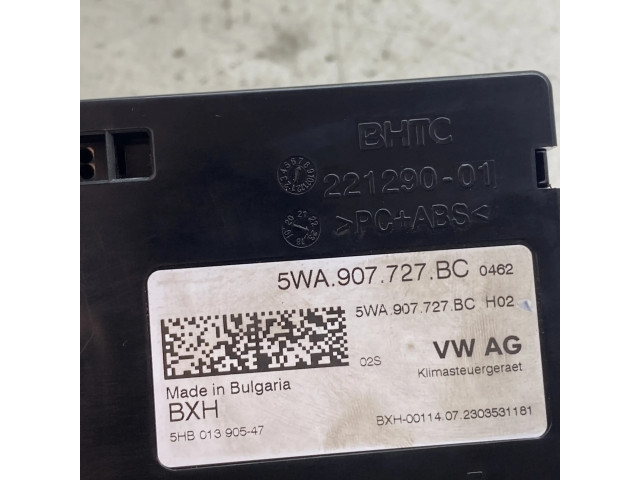 BHTC
221290-01
>PC+ABS<
5WA.907.727.BC 0462
5WA.907.727.BC H02
02S
VW AG
Klimasteuergeraet
Made in Bulgaria
BXH
5HB 013 905-47
BXH-00114.07.2303531181